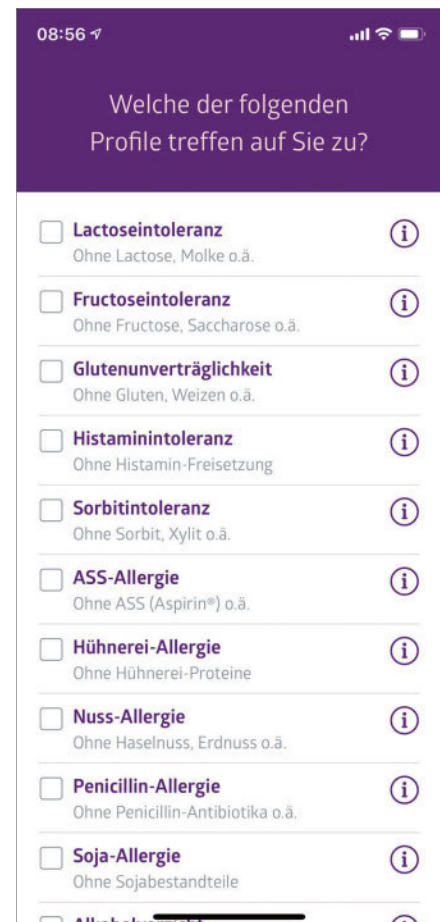 08:56
Welche der folgenden
Profile treffen auf Sie zu?
Lactoseintoleranz
Ohne Lactose, Molke o.ä.
Fructoseintoleranz
Ohne Fructose, Saccharose o.ä.
Glutenunverträglichkeit
Ohne Gluten, Weizen o.ä.
Histaminintoleranz
Ohne Histamin-Freisetzung
Sorbitintoleranz
Ohne Sorbit, Xylit o.ä.
ASS-Allergie
Ohne ASS (Aspirin®) o.ä.
Hühnerei-Allergie
Ohne Hühnerei-Proteine
Nuss-Allergie
Ohne Haselnuss, Erdnuss o.ä.
Penicillin-Allergie
Ohne Penicillin-Antibiotika o.ä.
Soja-Allergie
Ohne Sojabestandteile